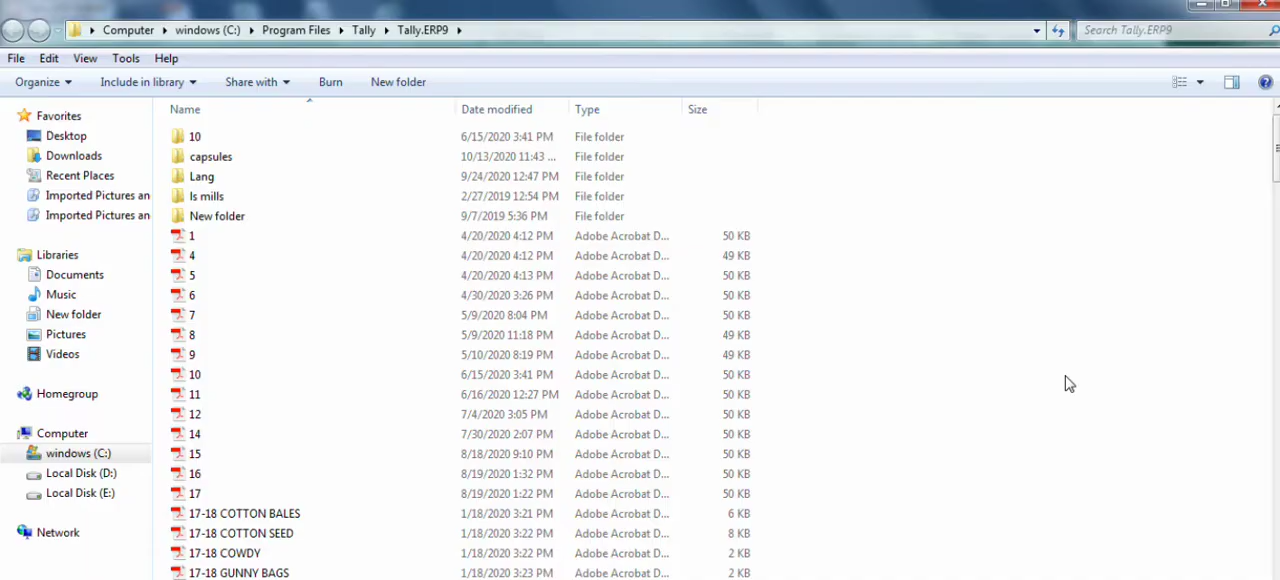 Computer windows (C:) Program Files Tally Tally.ERP9 Search Tally.ERP9
File Edit View Tools Help
Organize Include in library Share with Burn New folder
Favorites
Desktop
Downloads
Recent Places
Imported Pictures an
Imported Pictures an
Libraries
Documents
Music
New folder
Pictures
Videos
Homegroup
Computer
windows (C:)
Local Disk (D:)
Local Disk (E:)
Network
Name Date modified Type Size
10 6/15/2020 3:41 PM File folder
capsules 10/13/2020 11:43 ... File folder
Lang 9/24/2020 12:47 PM File folder
ls mills 2/27/2019 12:54 PM File folder
New folder 9/7/2019 5:36 PM File folder
1 4/20/2020 4:12 PM Adobe Acrobat D... 50 KB
4 4/20/2020 4:12 PM Adobe Acrobat D... 49 KB
5 4/20/2020 4:13 PM Adobe Acrobat D... 50 KB
6 4/30/2020 3:26 PM Adobe Acrobat D... 50 KB
7 5/9/2020 8:04 PM Adobe Acrobat D... 50 KB
8 5/9/2020 11:18 PM Adobe Acrobat D... 49 KB
9 5/10/2020 8:19 PM Adobe Acrobat D... 49 KB
10 6/15/2020 3:41 PM Adobe Acrobat D... 50 KB
11 6/16/2020 12:27 PM Adobe Acrobat D... 50 KB
12 7/4/2020 3:05 PM Adobe Acrobat D... 50 KB
14 7/30/2020 2:07 PM Adobe Acrobat D... 50 KB
15 8/18/2020 9:10 PM Adobe Acrobat D... 50 KB
16 8/19/2020 1:32 PM Adobe Acrobat D... 50 KB
17 8/19/2020 1:22 PM Adobe Acrobat D... 50 KB
17-18 COTTON BALES 1/18/2020 3:21 PM Adobe Acrobat D... 6 KB
17-18 COTTON SEED 1/18/2020 3:22 PM Adobe Acrobat D... 8 KB
17-18 COWDY 1/18/2020 3:22 PM Adobe Acrobat D... 2 KB
17-18 GUNNY BAGS 1/18/2020 3:23 PM Adobe Acrobat D... 2 KB